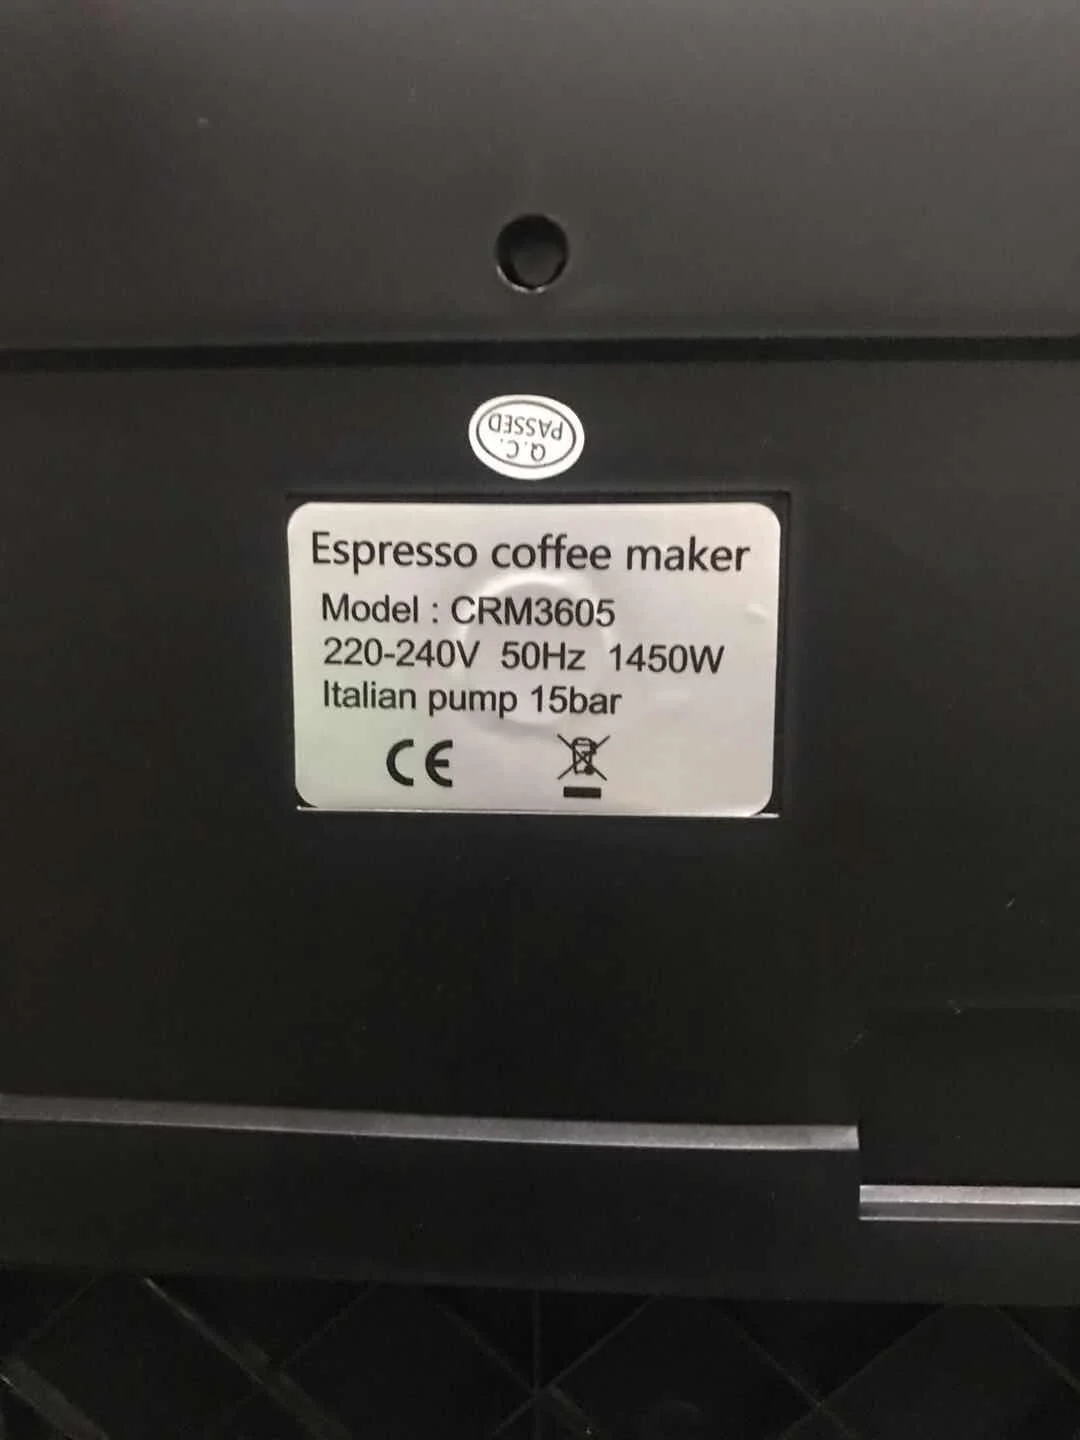 Q.C.
PASSED
Espresso coffee maker
Model : CRM3605
220-240V 50Hz 1450W
Italian pump 15bar
CE